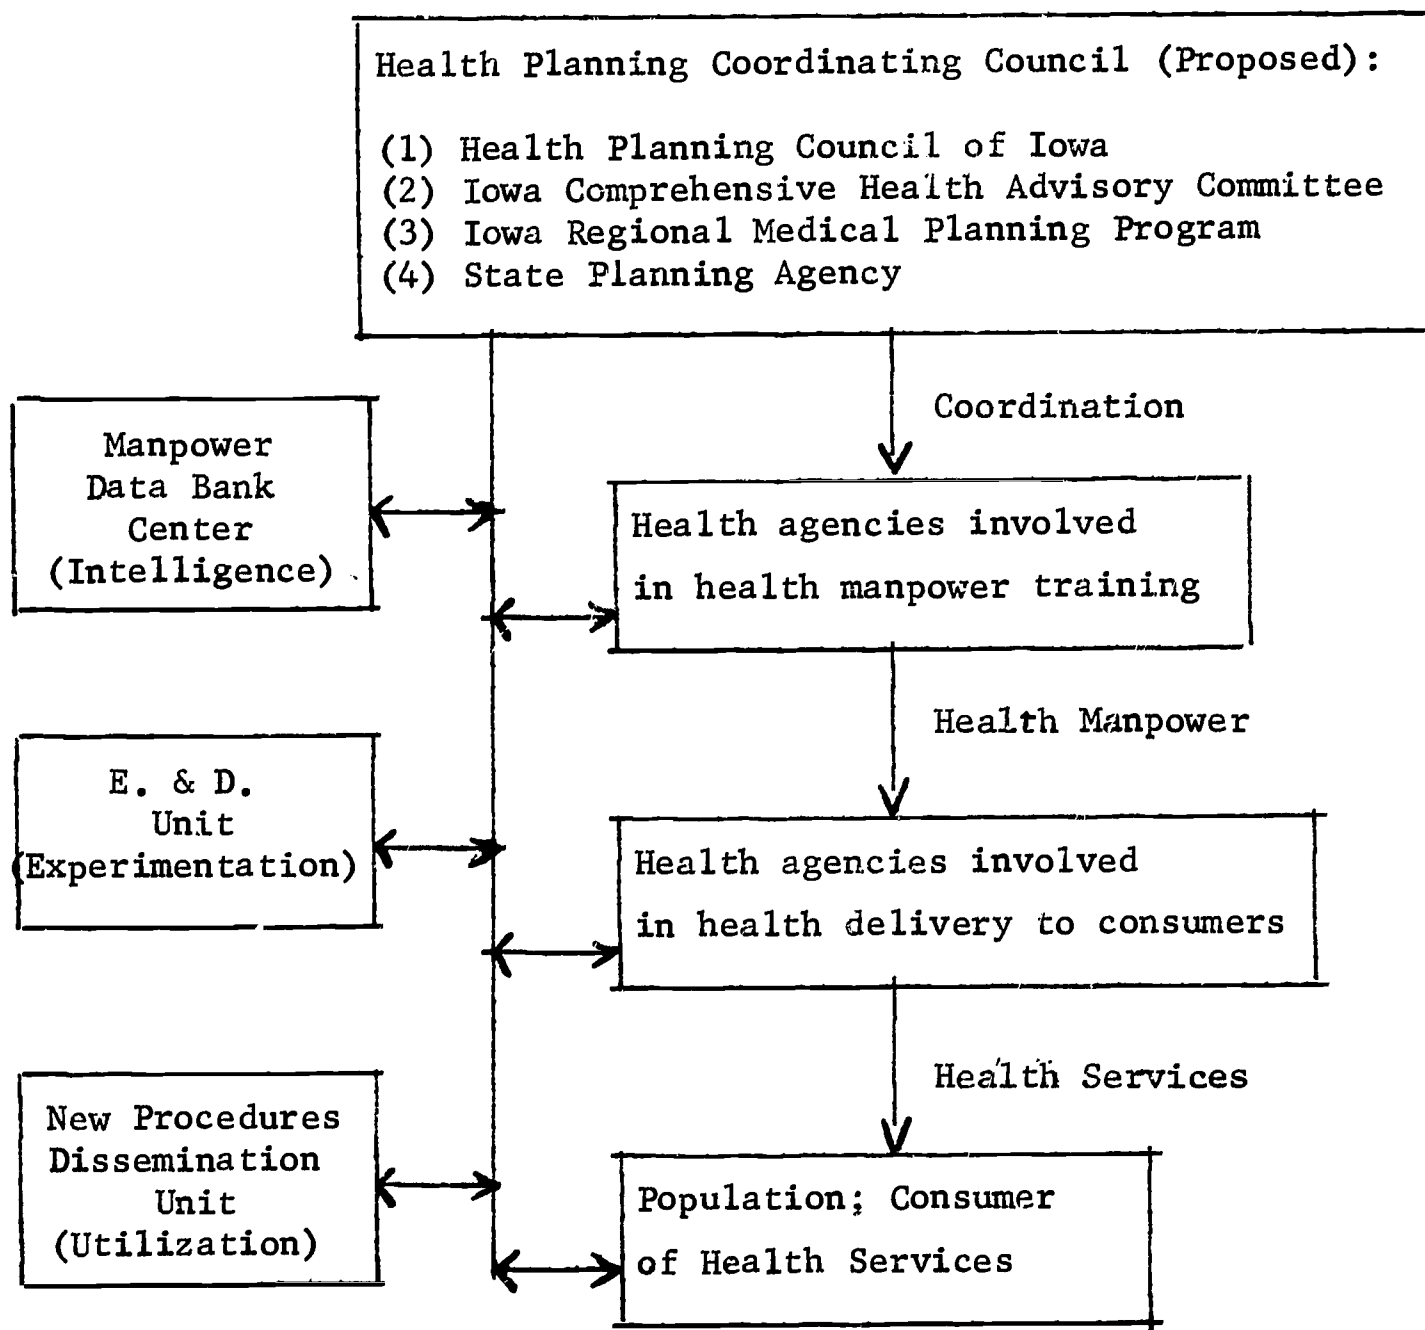 Health Planning Coordinating Council (Proposed):
(1) Health Planning Council of Iowa
(2) Iowa Comprehensive Health Advisory Committee
(3) Iowa Regional Medical Planning Program
(4) State Planning Agency
Coordination
Manpower
Data Bank
Center
(Intelligence)
Health agencies involved
in health manpower training
Health Manpower
E. & D.
Unit
(Experimentation)
Health agencies involved
in health delivery to consumers
Health Services
New Procedures
Dissemination
Unit
(Utilization)
Population; Consumer
of Health Services